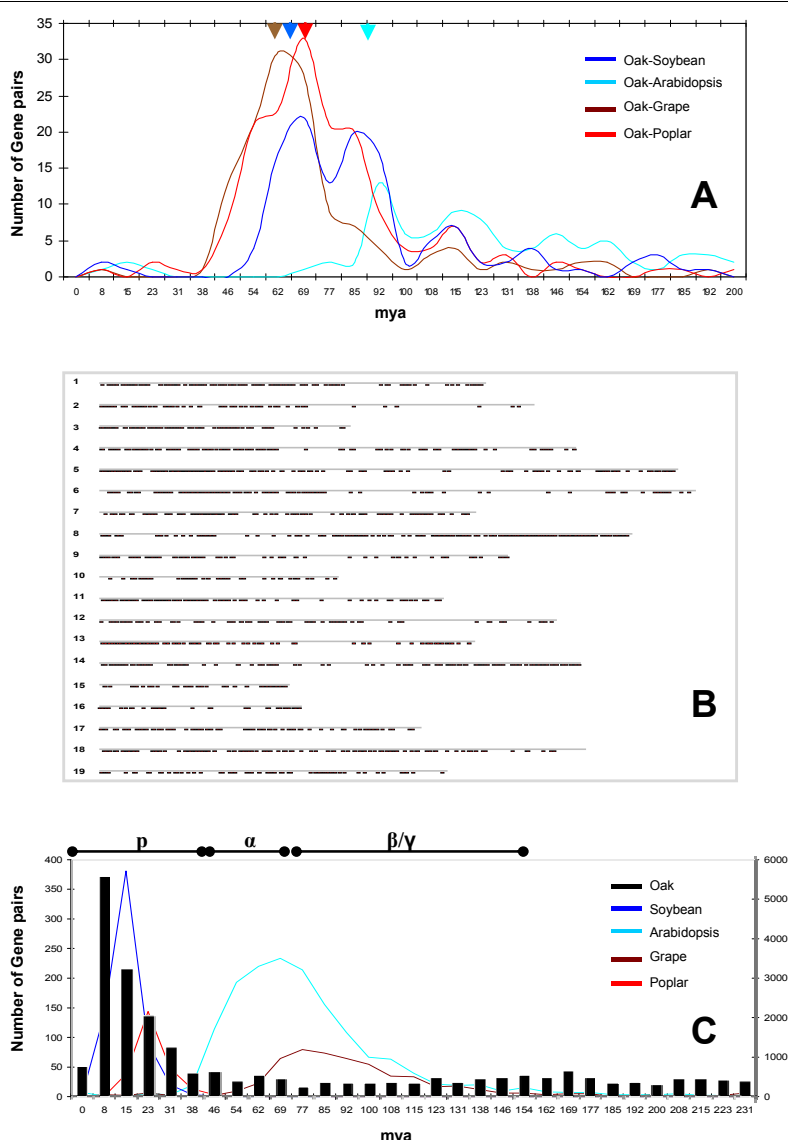 35
30
25
20
15
10
5
0
Number of Gene pairs
Oak-Soybean
Oak-Arabidopsis
Oak-Grape
Oak-Poplar
A
0 8 15 23 31 38 46 54 62 69 77 85 92 100 108 115 123 131 138 146 154 162 169 177 185 192 200
mya
1
2
3
4
5
6
7
8
9
10
11
12
13
14
15
16
17
18
19
B
p α β/γ
400
350
300
250
200
150
100
50
0
Number of Gene pairs
Oak
Soybean
Arabidopsis
Grape
Poplar
C
6000
5000
4000
3000
2000
1000
0
0 8 15 23 31 38 46 54 62 69 77 85 92 100 108 115 123 131 138 146 154 162 169 177 185 192 200 208 215 223 231
mya